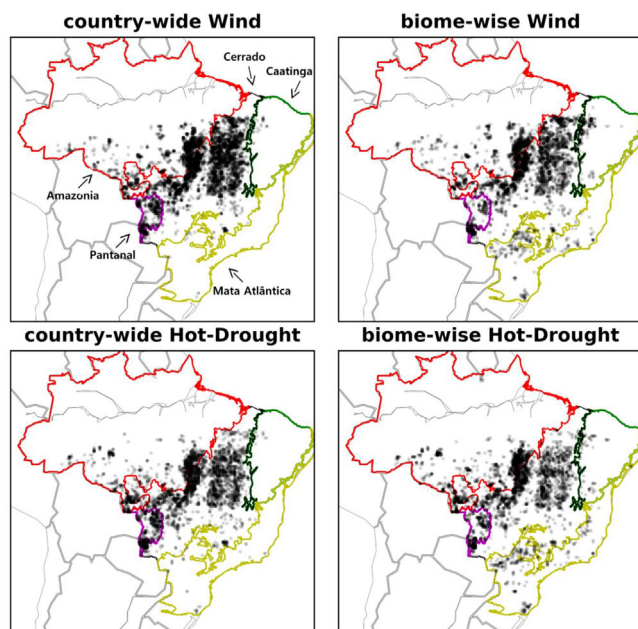 country-wide Wind
biome-wise Wind
Cerrado
Caatinga
Amazonia
Pantanal
Mata Atlântica
country-wide Hot-Drought
biome-wise Hot-Drought